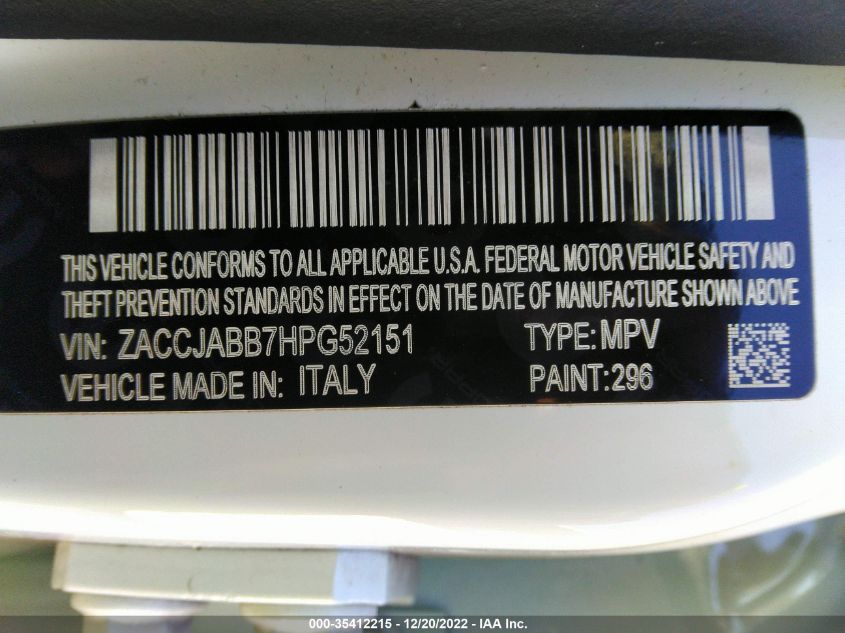 THIS VEHICLE CONFORMS TO ALL APPLICABLE U.S.A. FEDERAL MOTOR VEHICLE SAFETY AND
THEFT PREVENTION STANDARDS IN EFFECT ON THE DATE OF MANUFACTURE SHOWN ABOVE
VIN: ZACCJABB7HPG52151 TYPE: MPV
VEHICLE MADE IN: ITALY PAINT:296
000-35412215 - 12/20/2022 - IAA Inc.